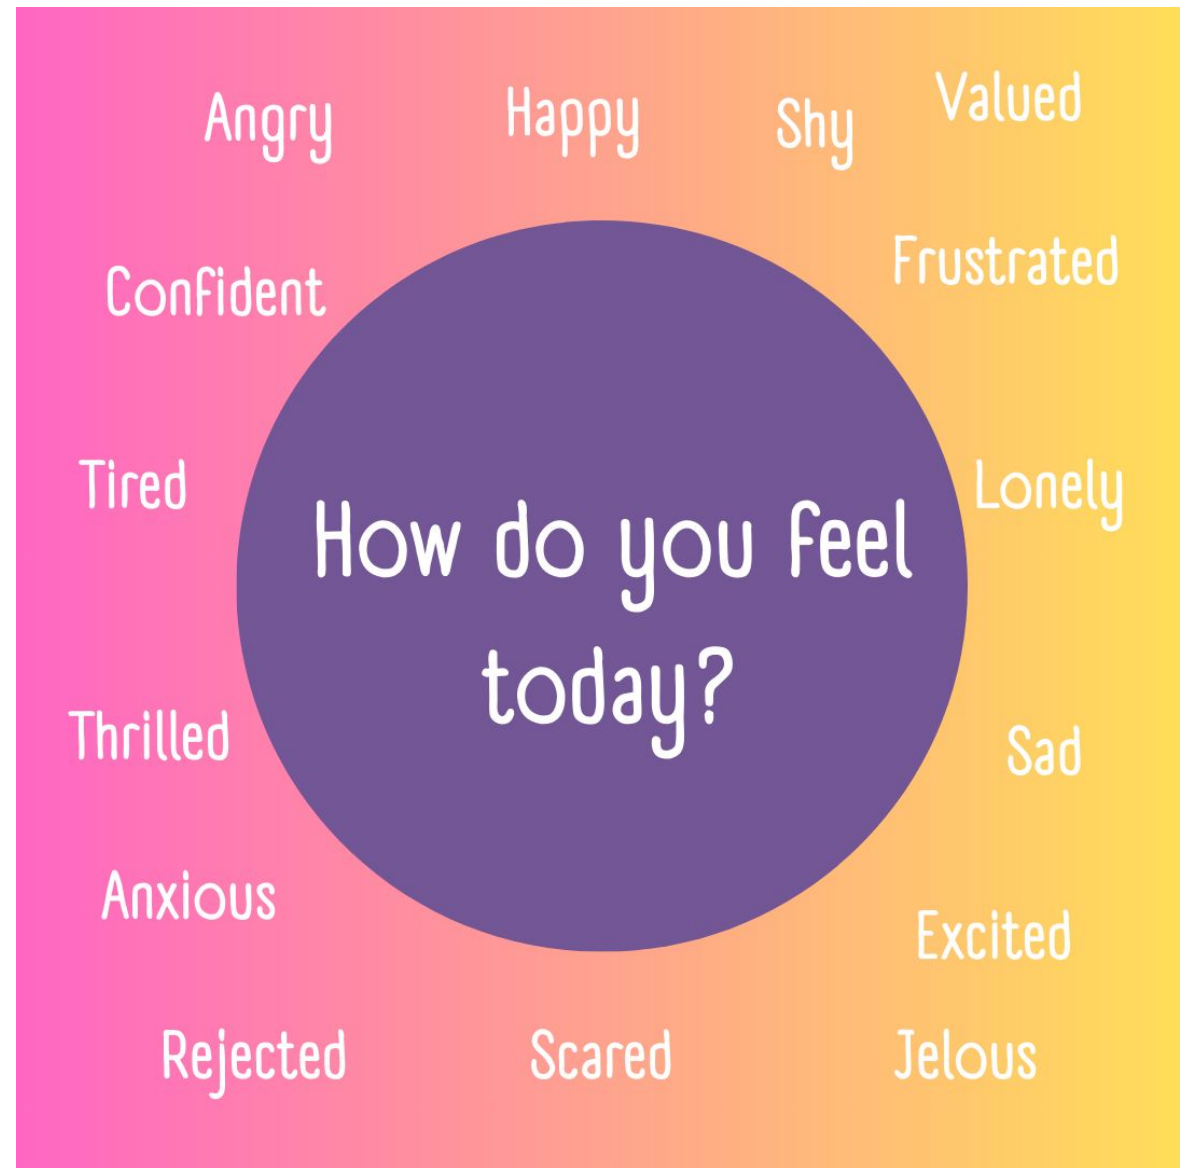 Angry
Happy
Shy
Valued
Confident
Frustrated
Tired
Lonely
How do you feel
today?
Thrilled
Sad
Anxious
Excited
Rejected
Scared
Jelous